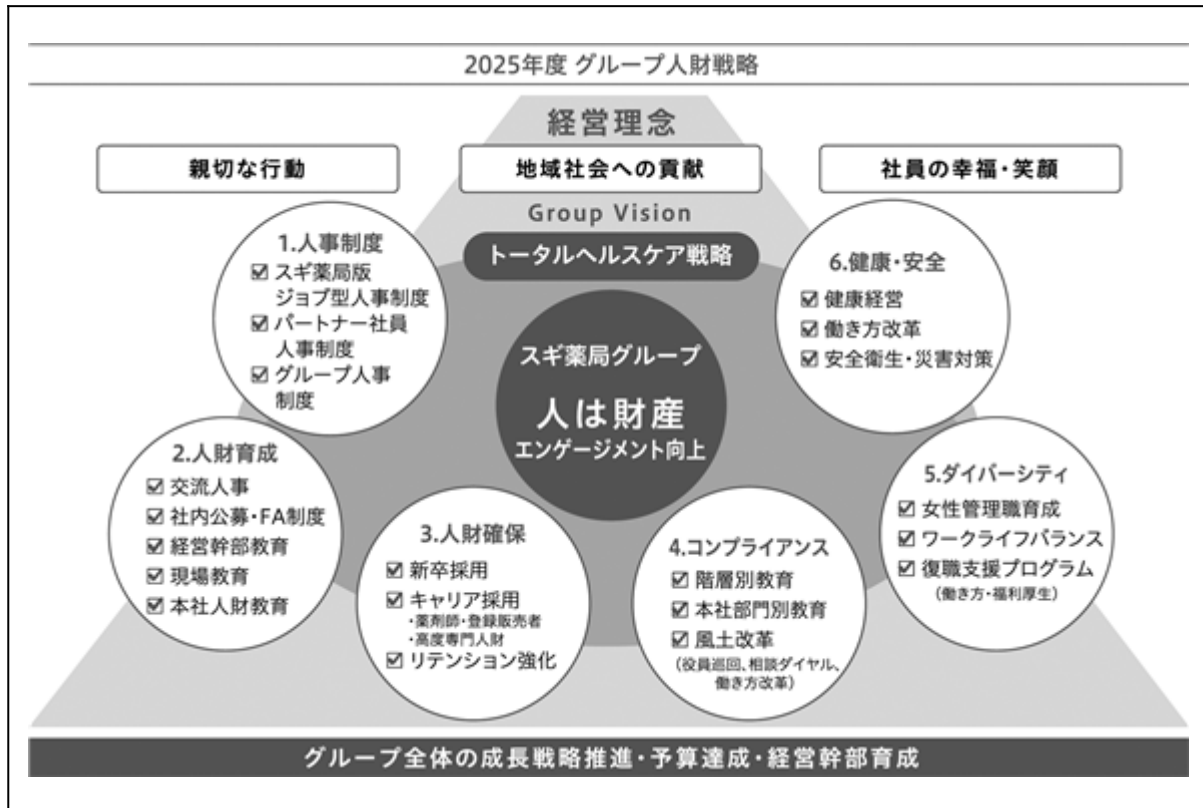 2025年度 グループ人財戦略
経営理念
親切な行動
地域社会への貢献
社員の幸福・笑顔
Group Vision
トータルヘルスケア戦略
スギ薬局グループ
人は財産
エンゲージメント向上
1.人事制度
☑ スギ薬局版
ジョブ型人事制度
☑ パートナー社員
人事制度
☑ グループ人事
制度
2.人財育成
☑ 交流人事
☑ 社内公募・FA制度
☑ 経営幹部教育
☑ 現場教育
☑ 本社人財教育
3.人財確保
☑ 新卒採用
☑ キャリア採用
・薬剤師・登録販売者
・高度専門人財
☑ リテンション強化
4.コンプライアンス
☑ 階層別教育
☑ 本社部門別教育
☑ 風土改革
(役員巡回、相談ダイヤル、
働き方改革)
5.ダイバーシティ
☑ 女性管理職育成
☑ ワークライフバランス
☑ 復職支援プログラム
(働き方・福利厚生)
6.健康・安全
☑ 健康経営
☑ 働き方改革
☑ 安全衛生・災害対策
グループ全体の成長戦略推進・予算達成・経営幹部育成